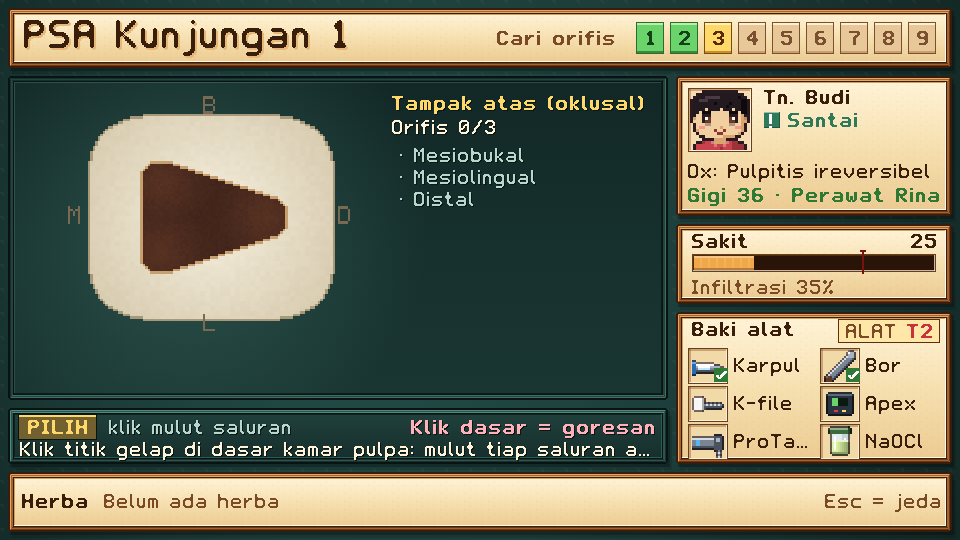 PSA Kunjungan 1
Cari orifis 1 2 3 4 5 6 7 8 9
B
M
D
L
Tampak atas (oklusal)
Orifis 0/3
· Mesiobukal
· Mesiolingual
· Distal
PILIH klik mulut saluran Klik dasar = goresan
Klik titik gelap di dasar kamar pulpa: mulut tiap saluran a…
Tn. Budi
Santai
Dx: Pulpitis ireversibel
Gigi 36 · Perawat Rina
Sakit 25
Infiltrasi 35%
Baki alat ALAT T2
Karpul Bor
K-file Apex
ProTa… NaOCl
Herba Belum ada herba Esc = jeda